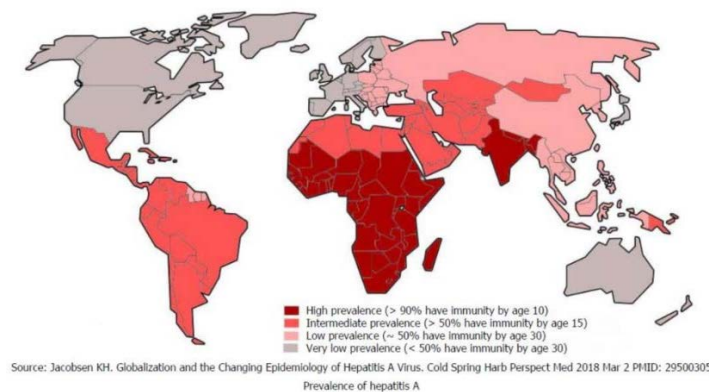 High prevalence (> 90% have immunity by age 10)
Intermediate prevalence (> 50% have immunity by age 15)
Low prevalence (~ 50% have immunity by age 30)
Very low prevalence (< 50% have immunity by age 30)
Source: Jacobsen KH. Globalization and the Changing Epidemiology of Hepatitis A Virus. Cold Spring Harb Perspect Med 2018 Mar 2 PMID: 29500305
Prevalence of hepatitis A